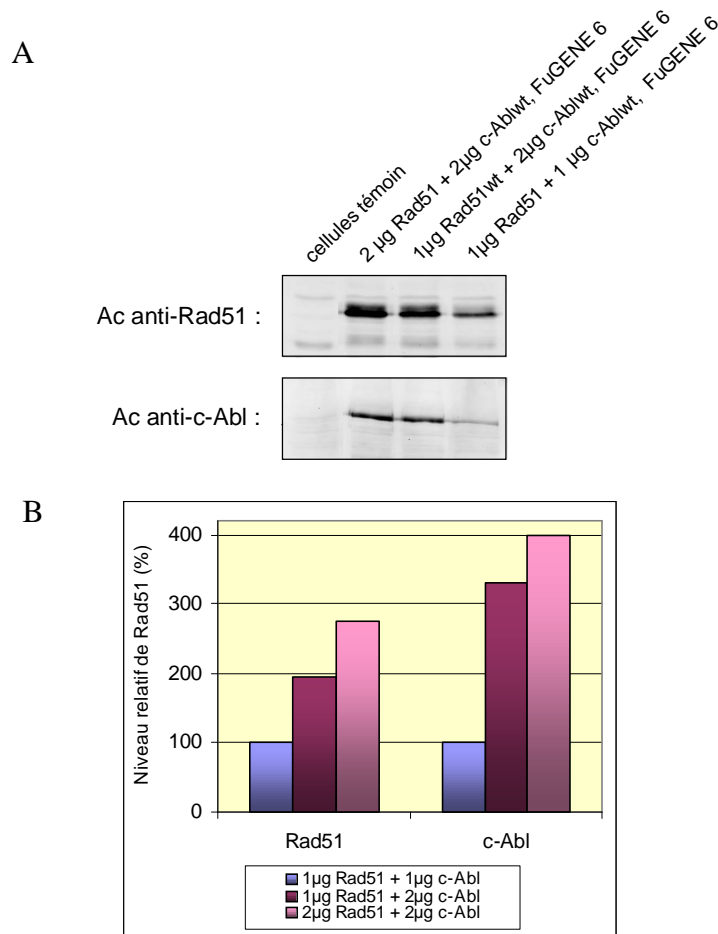 A
cellules témoin
2 µg Rad51 + 2µg c-Ablwt, FuGENE 6
1µg Rad51wt + 2µg c-Ablwt, FuGENE 6
1µg Rad51 + 1 µg c-Ablwt, FuGENE 6
Ac anti-Rad51 :
Ac anti-c-Abl :
B
Niveau relatif de Rad51 (%)
400
300
200
100
0
Rad51 c-Abl
1µg Rad51 + 1µg c-Abl
1µg Rad51 + 2µg c-Abl
2µg Rad51 + 2µg c-Abl